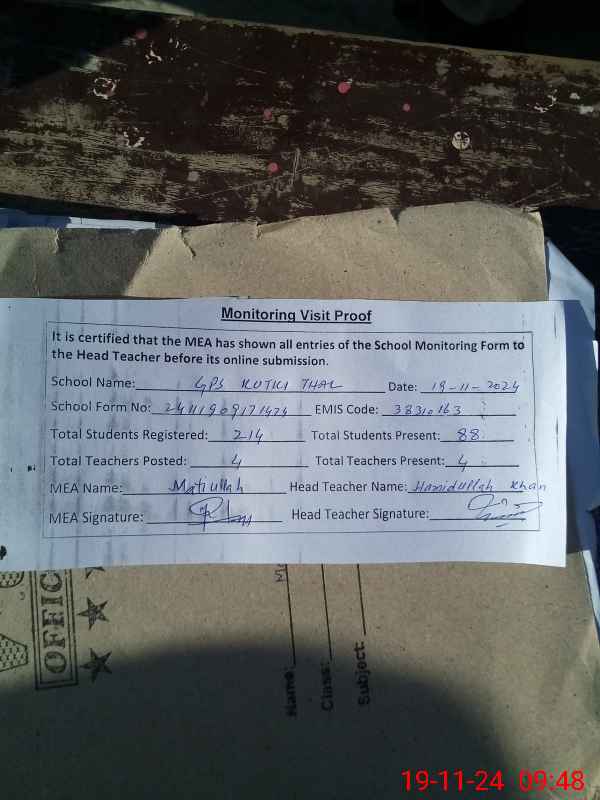 Monitoring Visit Proof
It is certified that the MEA has shown all entries of the School Monitoring Form to
the Head Teacher before its online submission.
School Name: GPS KUTKI THAL Date: 19-11-2024
School Form No: 24111909171424 EMIS Code: 38310163
Total Students Registered: 214 Total Students Present: 88
Total Teachers Posted: 4 Total Teachers Present: 4
MEA Name: Matiullah Head Teacher Name: Hamidullah Khan
MEA Signature: Head Teacher Signature:
OFFIC
Name:
Class:
Subject:
19-11-24 09:48